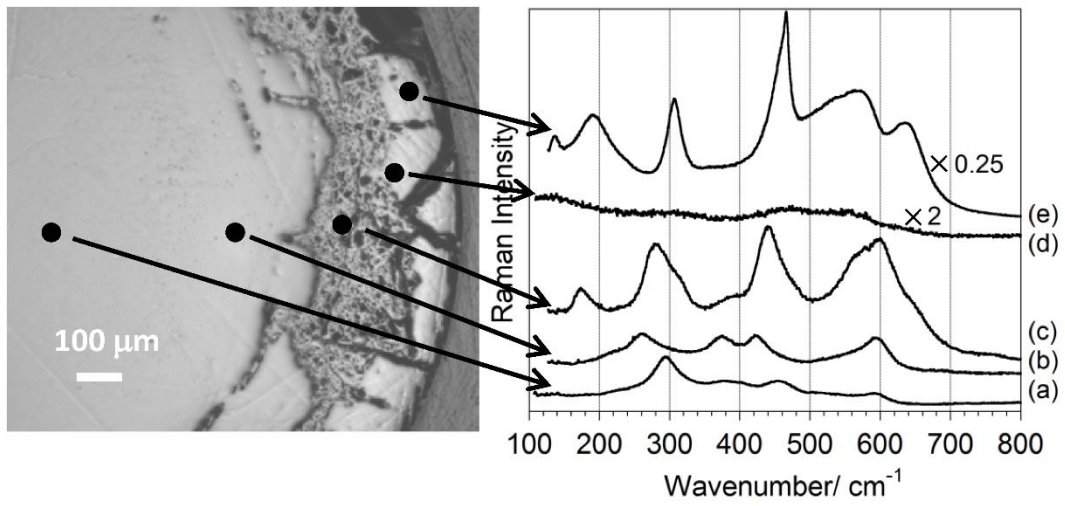 100 µm
Raman Intensity
× 0.25
× 2
(e)
(d)
(c)
(b)
(a)
100 200 300 400 500 600 700 800
Wavenumber/ cm-1